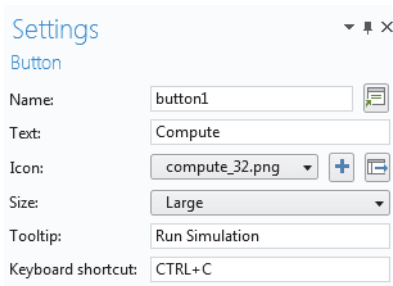 Settings
Button
Name: button1
Text: Compute
Icon: compute_32.png
Size: Large
Tooltip: Run Simulation
Keyboard shortcut: CTRL+C